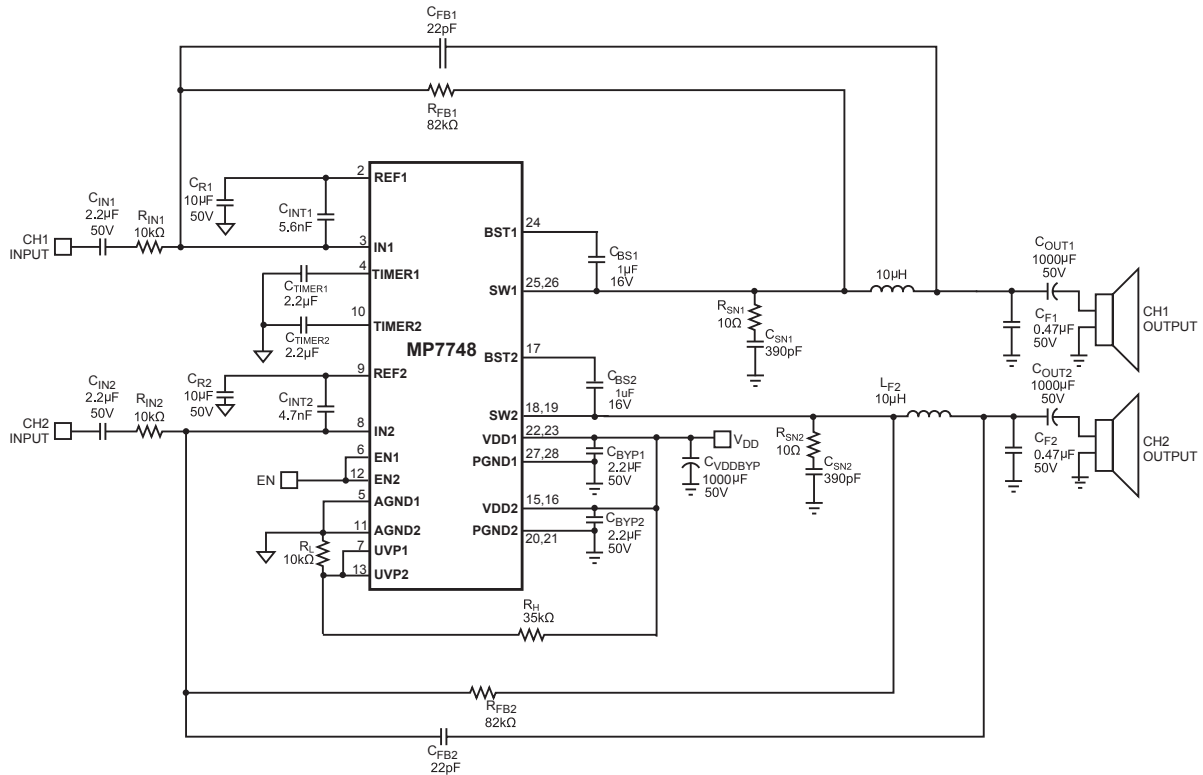 CFB1
22pF
RFB1
82kΩ
CIN1
2.2µF
50V
RIN1
10kΩ
CH1
INPUT
CR1
10µF
50V
CINT1
5.6nF
2
REF1
3
IN1
4
TIMER1
CTIMER1
2.2µF
10
TIMER2
CTIMER2
2.2µF
MP7748
24
BST1
CBS1
1µF
16V
25,26
SW1
RSN1
10Ω
CSN1
390pF
10µH
COUT1
1000µF
50V
CF1
0.47µF
50V
CH1
OUTPUT
CIN2
2.2µF
50V
RIN2
10kΩ
CH2
INPUT
CR2
10µF
50V
CINT2
4.7nF
9
REF2
8
IN2
17
BST2
CBS2
1uF
16V
18,19
SW2
RSN2
10Ω
CSN2
390pF
LF2
10µH
COUT2
1000µF
50V
CF2
0.47µF
50V
CH2
OUTPUT
EN
6
EN1
12
EN2
5
AGND1
11
AGND2
RL
10kΩ
7
UVP1
13
UVP2
22,23
VDD1
VDD
CBYP1
2.2µF
50V
27,28
PGND1
CVDDBYP
1000µF
50V
15,16
VDD2
CBYP2
2.2µF
50V
PGND2
20,21
RH
35kΩ
RFB2
82kΩ
CFB2
22pF